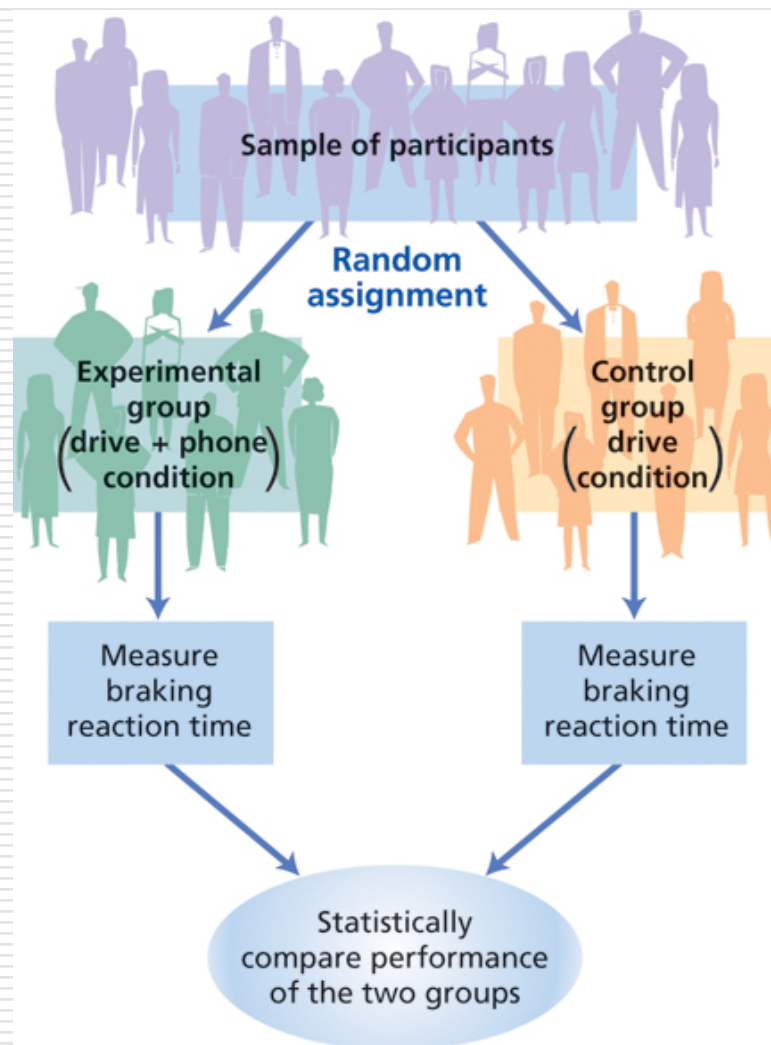 Sample of participants
Random
assignment
Experimental
group
(drive + phone)
condition
Control
group
(drive
condition)
Measure
braking
reaction time
Measure
braking
reaction time
Statistically
compare performance
of the two groups